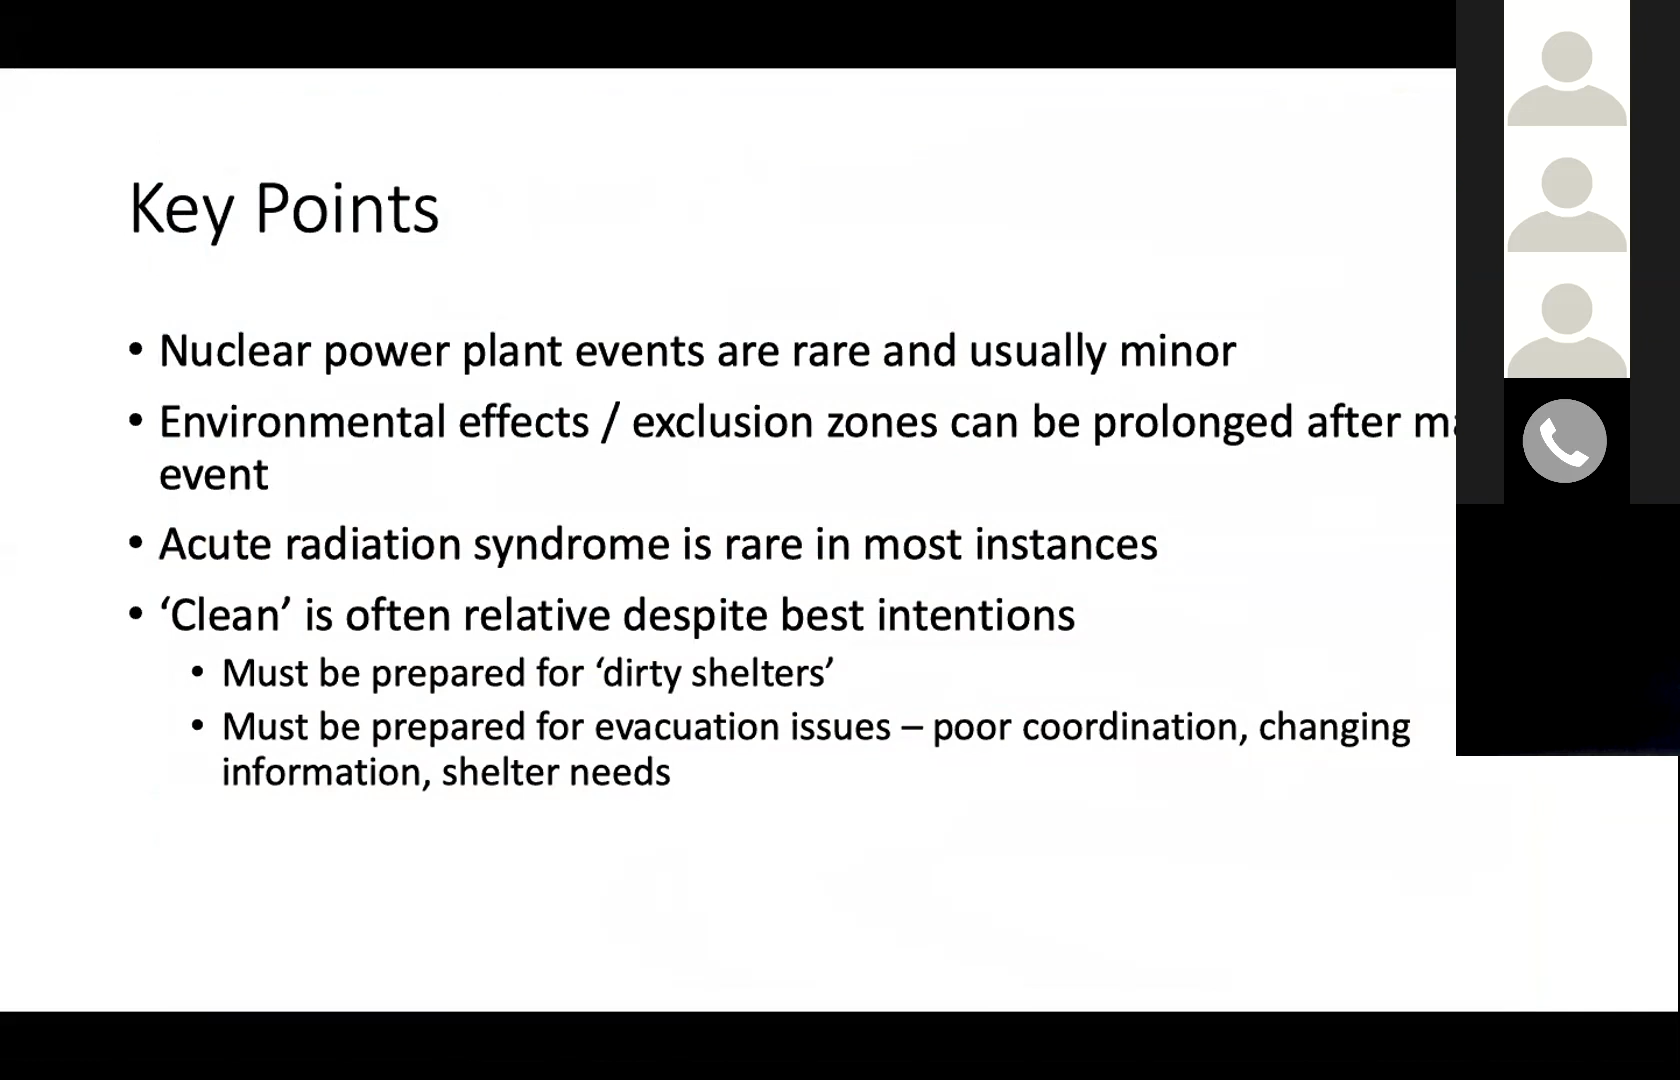 Key Points
• Nuclear power plant events are rare and usually minor
• Environmental effects / exclusion zones can be prolonged after
event
• Acute radiation syndrome is rare in most instances
• ‘Clean’ is often relative despite best intentions
• Must be prepared for ‘dirty shelters’
• Must be prepared for evacuation issues – poor coordination, changing
information, shelter needs